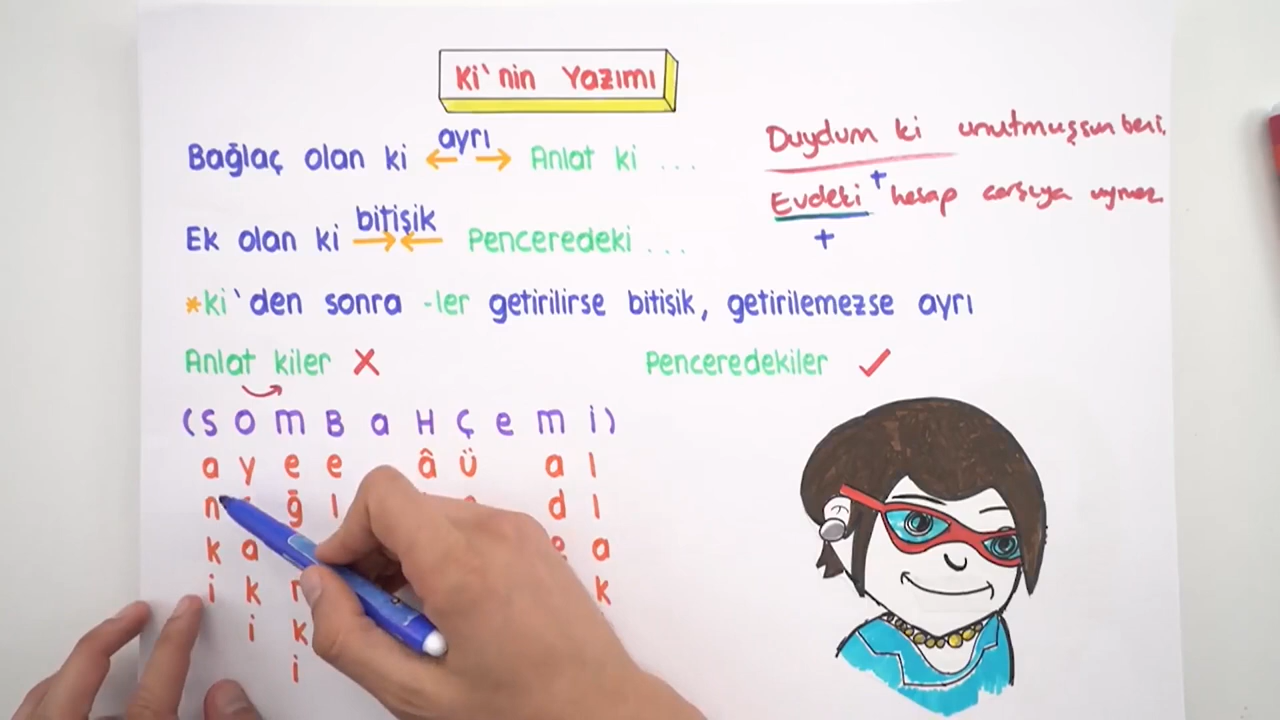 Ki'nin Yazımı
Bağlaç olan ki ayrı Anlat ki ...
Duydum ki unutmuşsun beni.
Evdeki hesap çarşıya uymaz
Ek olan ki bitişik Penceredeki ...
*ki'den sonra -ler getirilirse bitişik, getirilemezse ayrı
Anlat kiler X Penceredekiler ✓
(S O M B a H Ç e m İ)
a y e e â ü a l
n ğ l d l
k a a
i k k
i k
i